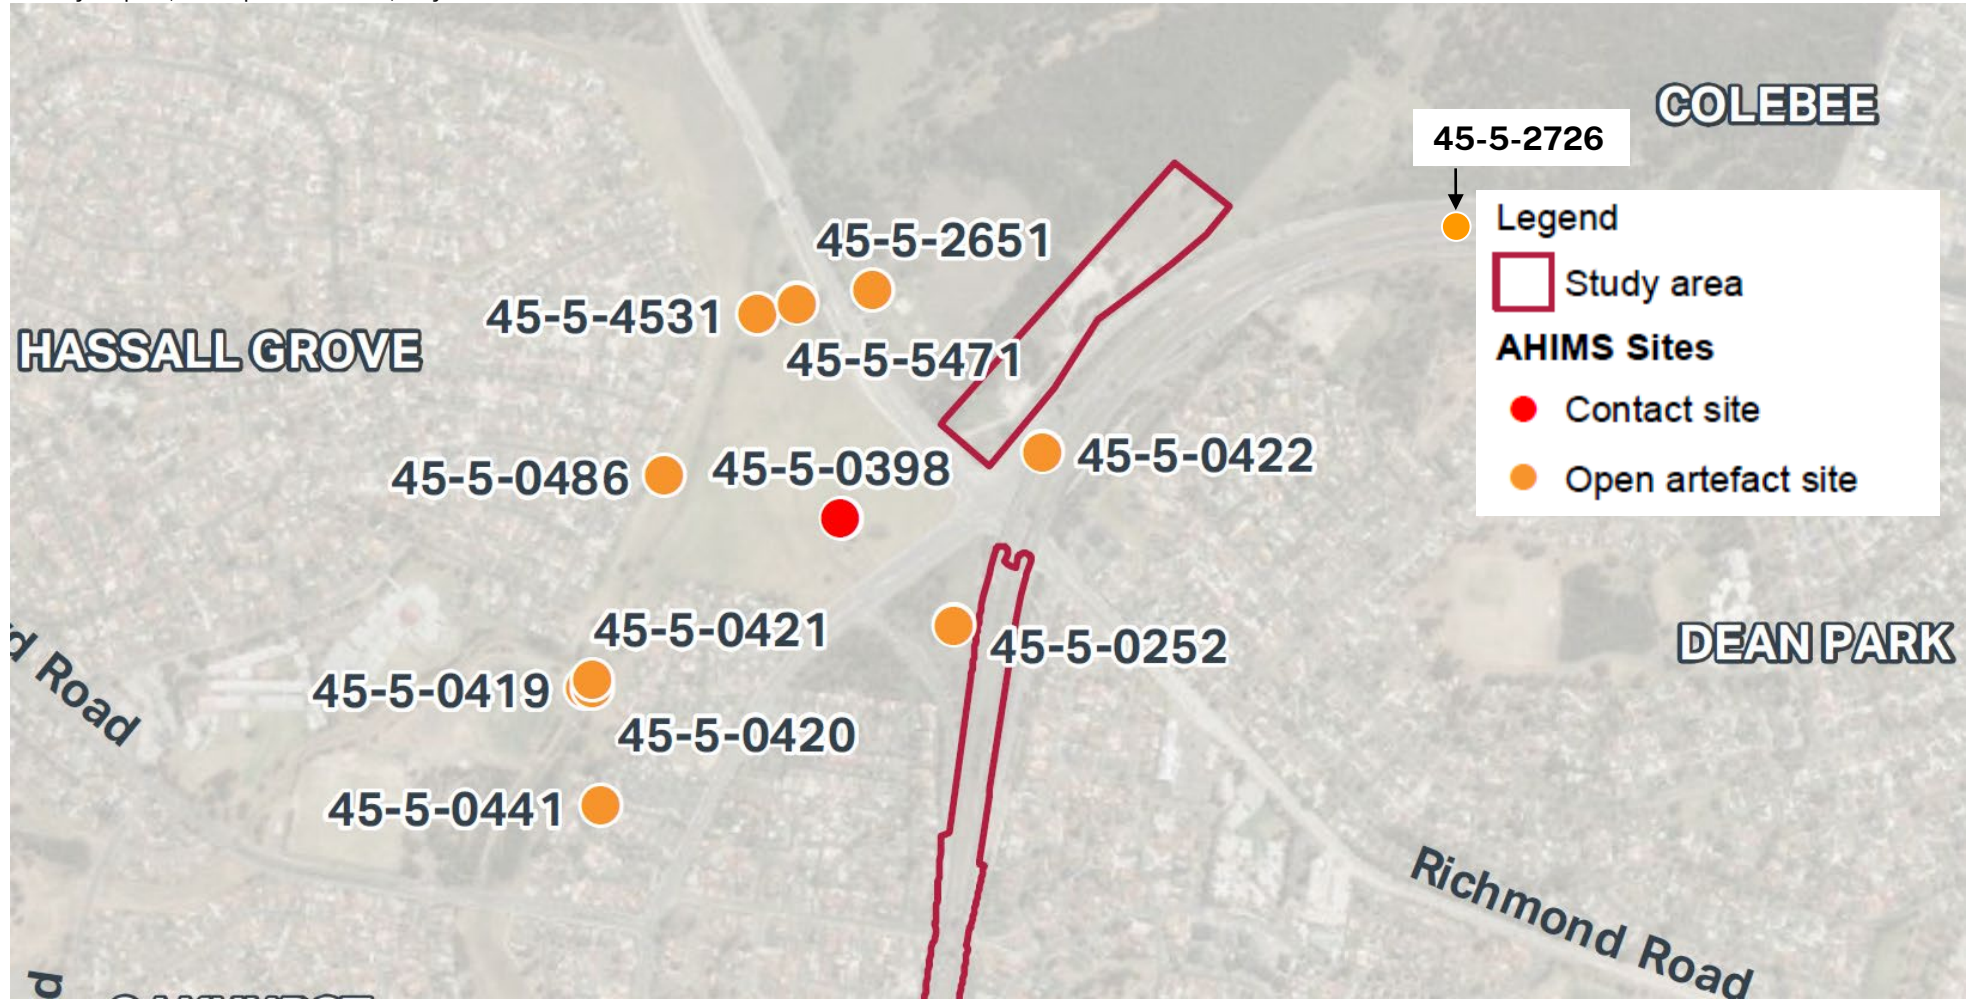 COLEBEE
45-5-2726
Legend
Study area
AHIMS Sites
Contact site
Open artefact site
45-5-2651
45-5-4531
45-5-5471
HASSALL GROVE
45-5-0486
45-5-0398
45-5-0422
45-5-0421
45-5-0252
DEAN PARK
45-5-0419
45-5-0420
45-5-0441
Road
Richmond Road